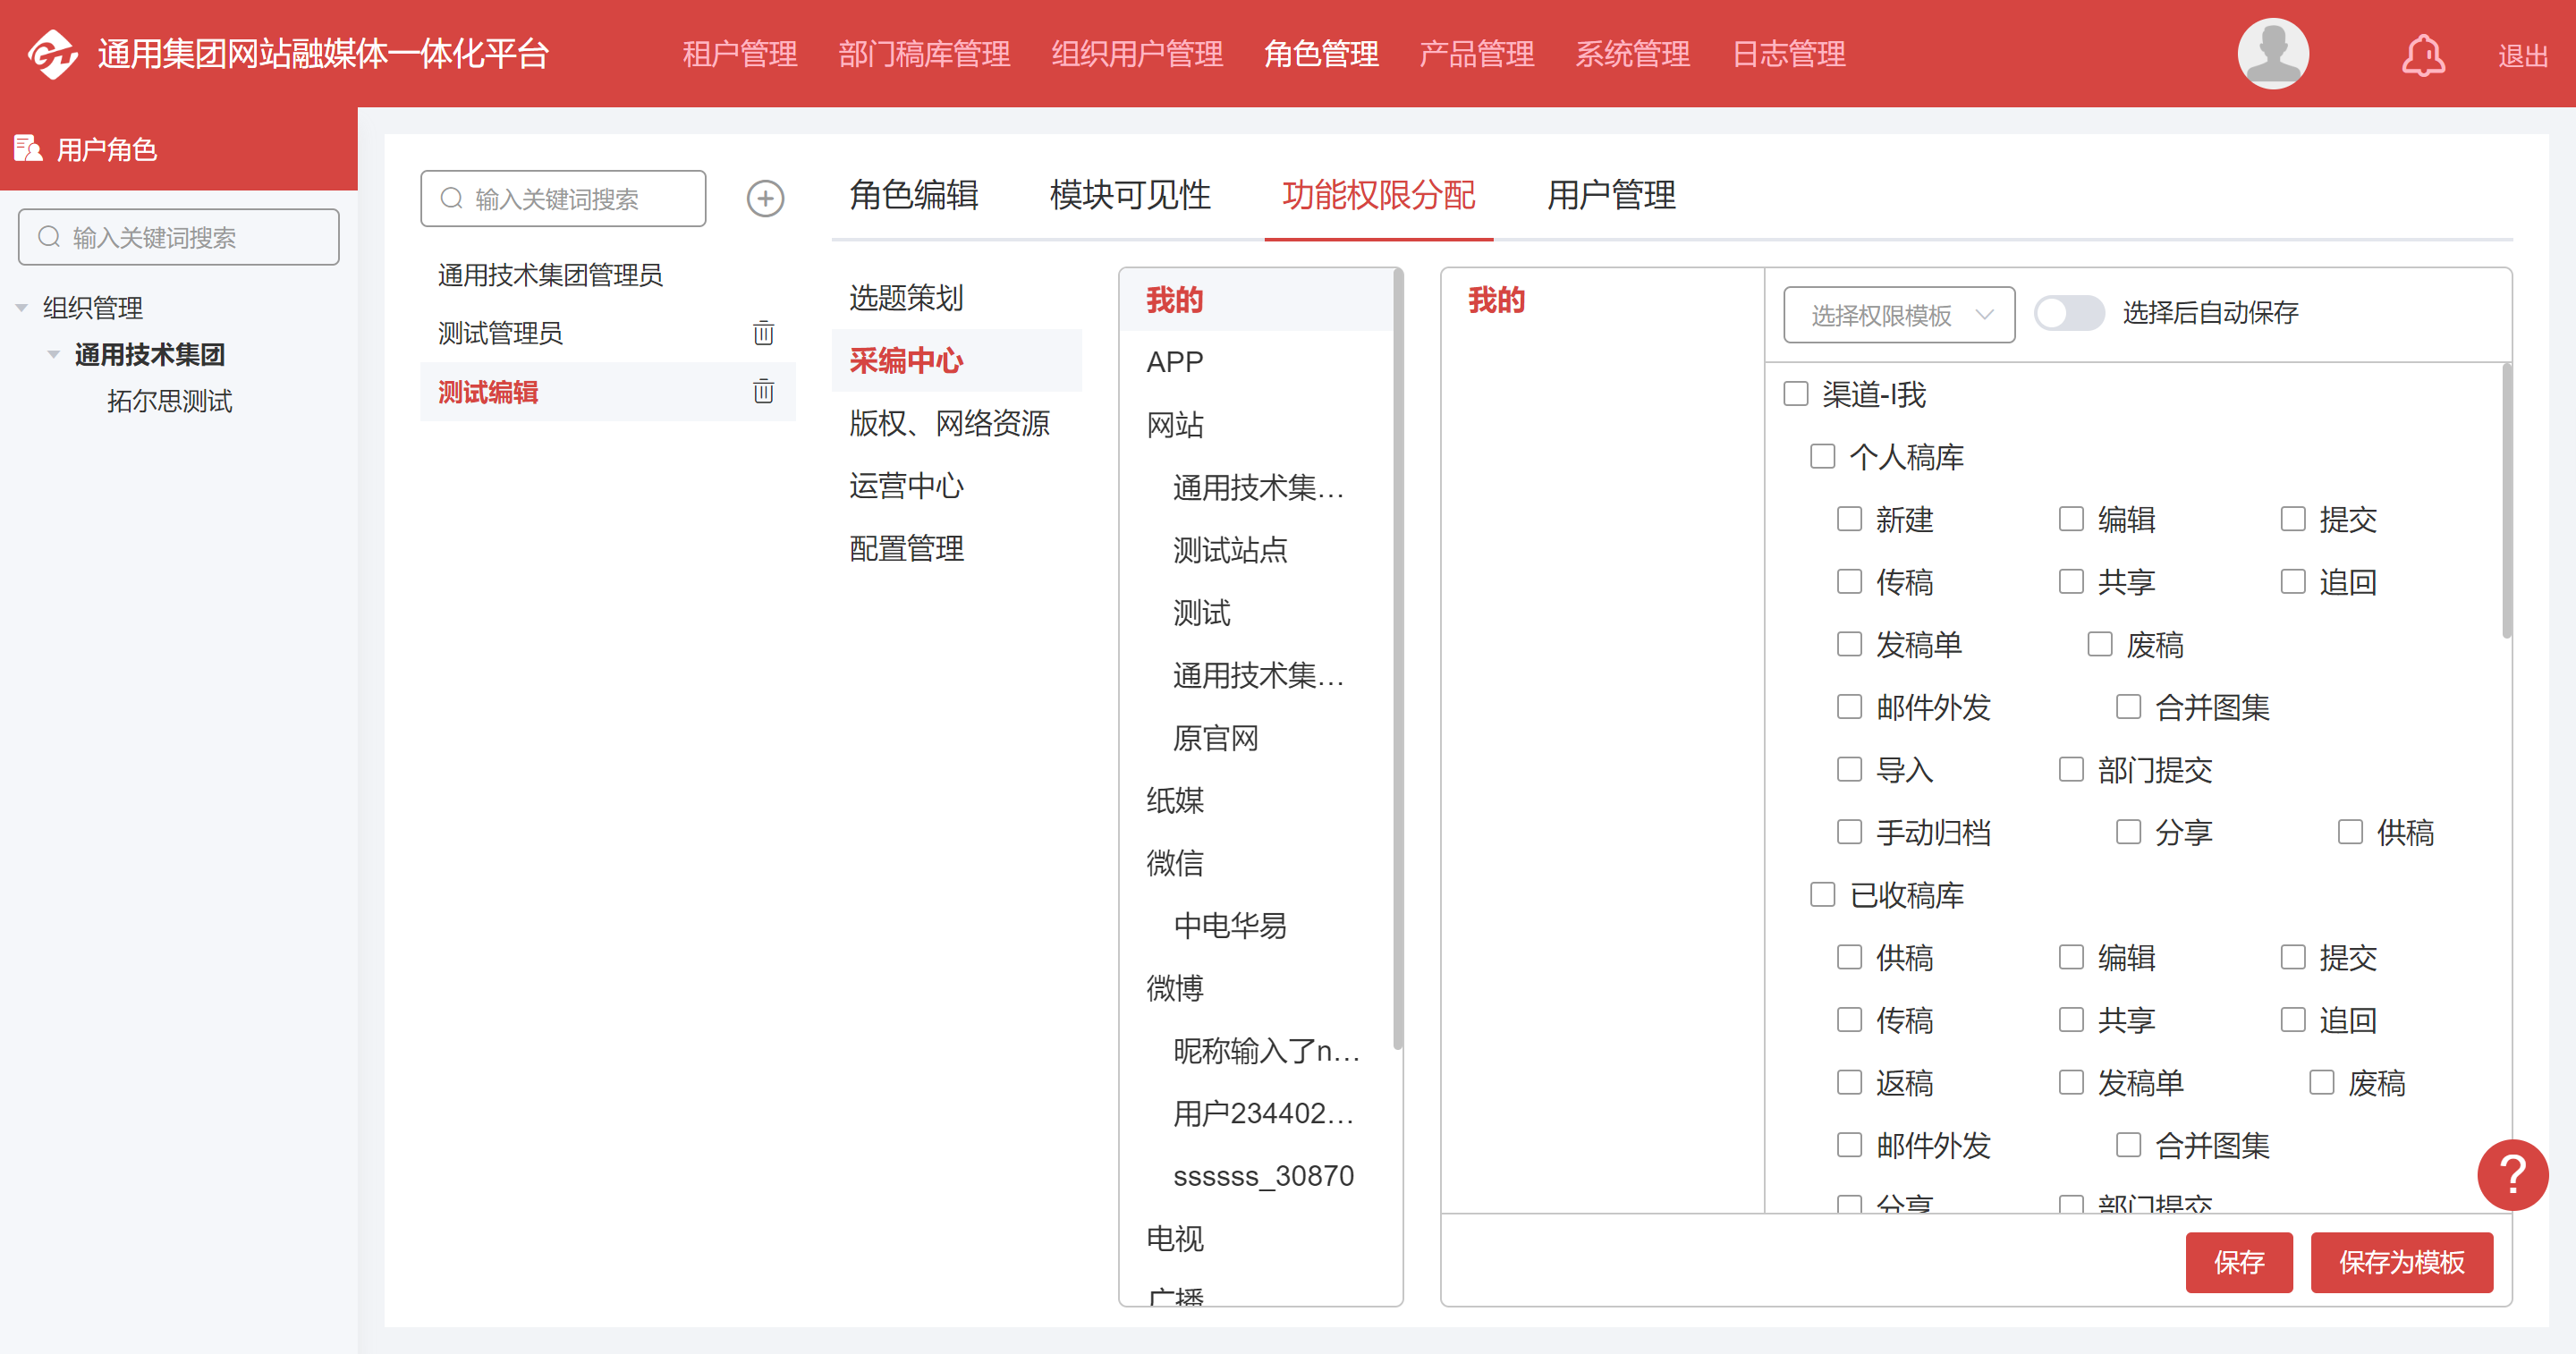 通用集团网站融媒体一体化平台
租户管理 部门稿库管理 组织用户管理 角色管理 产品管理 系统管理 日志管理
退出
用户角色
输入关键词搜索
组织管理
通用技术集团
拓尔思测试
输入关键词搜索
通用技术集团管理员
测试管理员
测试编辑
角色编辑 模块可见性 功能权限分配 用户管理
选题策划
采编中心
版权、网络资源
运营中心
配置管理
我的
APP
网站
通用技术集...
测试站点
测试
通用技术集...
原官网
纸媒
微信
中电华易
微博
昵称输入了n...
用户234402...
ssssss_30870
电视
广播
我的
选择权限模板 选择后自动保存
渠道-I我
个人稿库
新建 编辑 提交
传稿 共享 追回
发稿单 废稿
邮件外发 合并图集
导入 部门提交
手动归档 分享 供稿
已收稿库
供稿 编辑 提交
传稿 共享 追回
返稿 发稿单 废稿
邮件外发 合并图集
分享 部门提交
?
保存 保存为模板